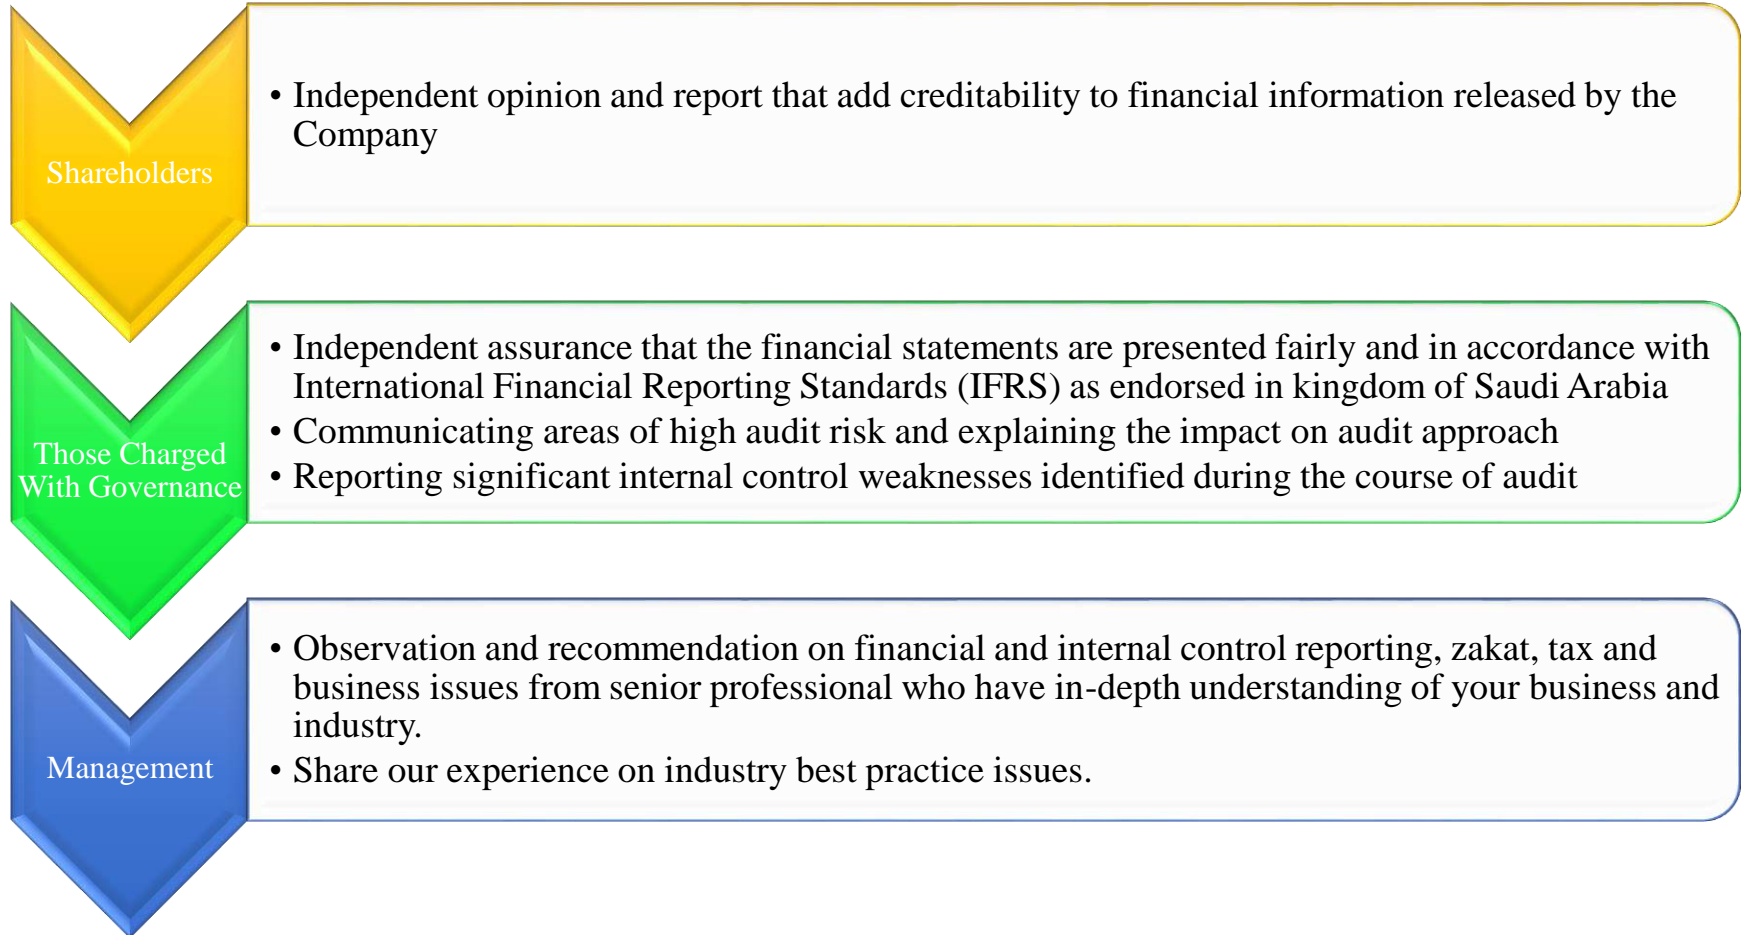 Shareholders
• Independent opinion and report that add creditability to financial information released by the
Company
Those Charged
With Governance
• Independent assurance that the financial statements are presented fairly and in accordance with
International Financial Reporting Standards (IFRS) as endorsed in kingdom of Saudi Arabia
• Communicating areas of high audit risk and explaining the impact on audit approach
• Reporting significant internal control weaknesses identified during the course of audit
Management
• Observation and recommendation on financial and internal control reporting, zakat, tax and
business issues from senior professional who have in-depth understanding of your business and
industry.
• Share our experience on industry best practice issues.